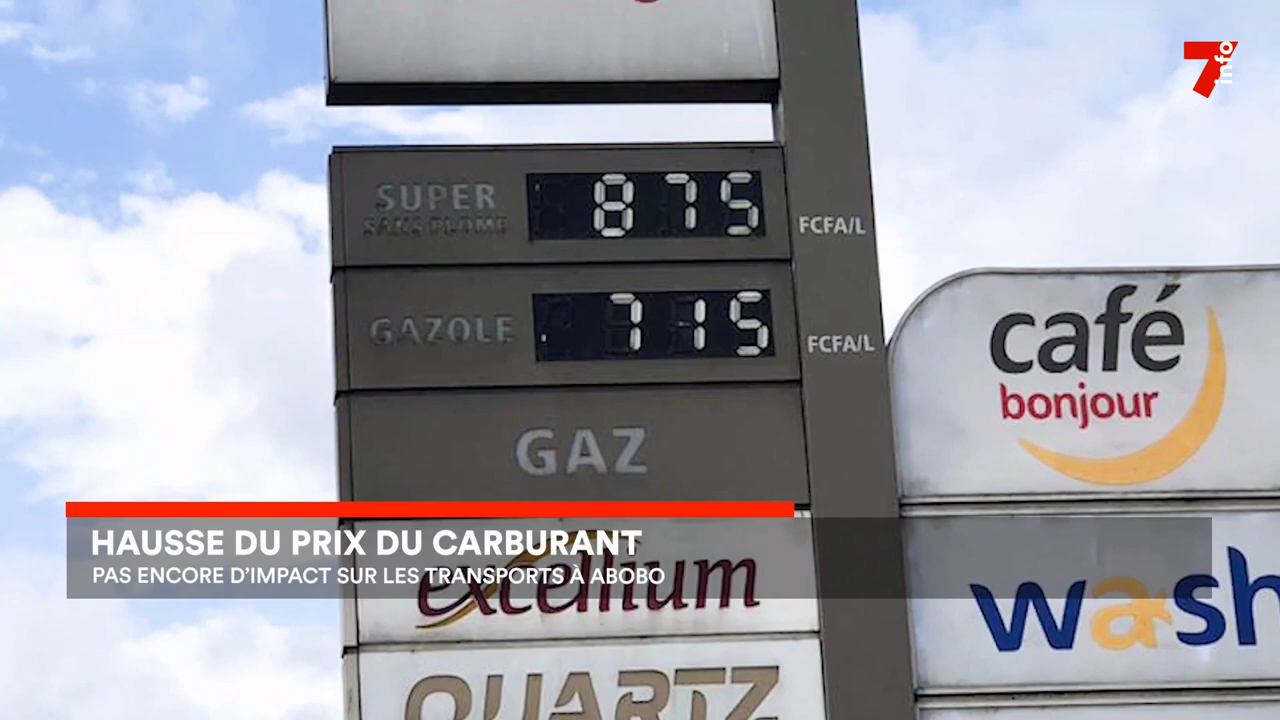 7
info
SUPER
SANS PLOMB
875
FCFA/L
GAZOLE
715
FCFA/L
GAZ
café
bonjour
HAUSSE DU PRIX DU CARBURANT
PAS ENCORE D'IMPACT SUR LES TRANSPORTS À ABOBO
excellium
wash
QUARTZ